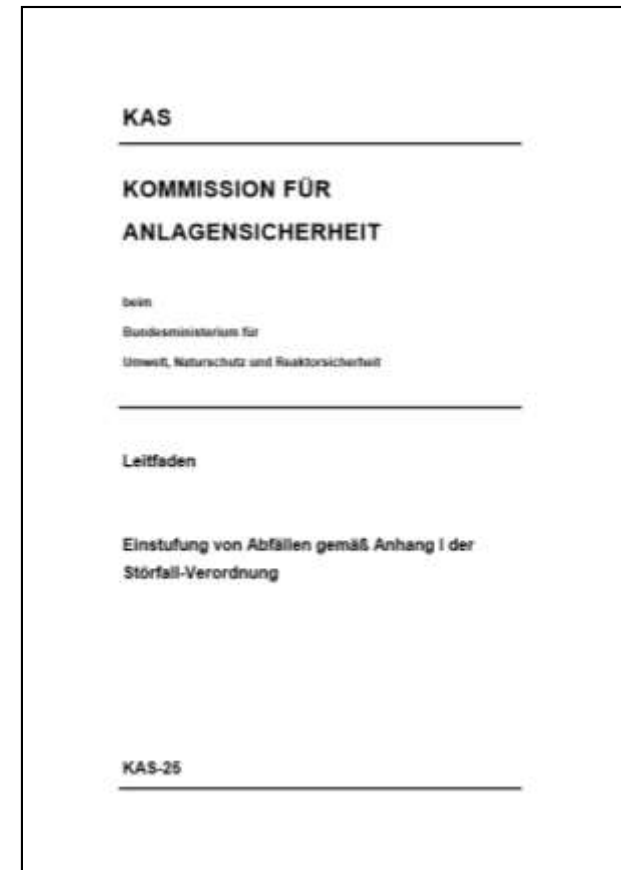 KAS
KOMMISSION FÜR
ANLAGENSICHERHEIT
beim
Bundesministerium für
Umwelt, Naturschutz und Reaktorsicherheit
Leitfaden
Einstufung von Abfällen gemäß Anhang I der
Störfall-Verordnung
KAS-25